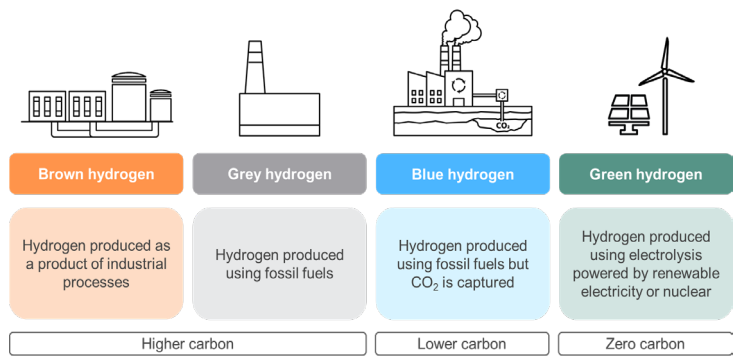 CO₂
Brown hydrogen
Grey hydrogen
Blue hydrogen
Green hydrogen
Hydrogen produced as
a product of industrial
processes
Hydrogen produced
using fossil fuels
Hydrogen produced
using fossil fuels but
CO₂ is captured
Hydrogen produced
using electrolysis
powered by renewable
electricity or nuclear
Higher carbon
Lower carbon
Zero carbon